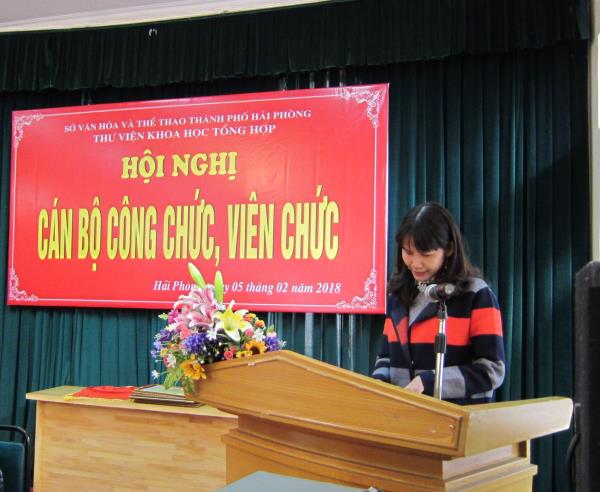 SỞ VĂN HÓA VÀ THỂ THAO THÀNH PHỐ HẢI PHÒNG
THƯ VIỆN KHOA HỌC TỔNG HỢP
HỘI NGHỊ
CÁN BỘ CÔNG CHỨC, VIÊN CHỨC
Hải Phòn 05 tháng 02 năm 2018